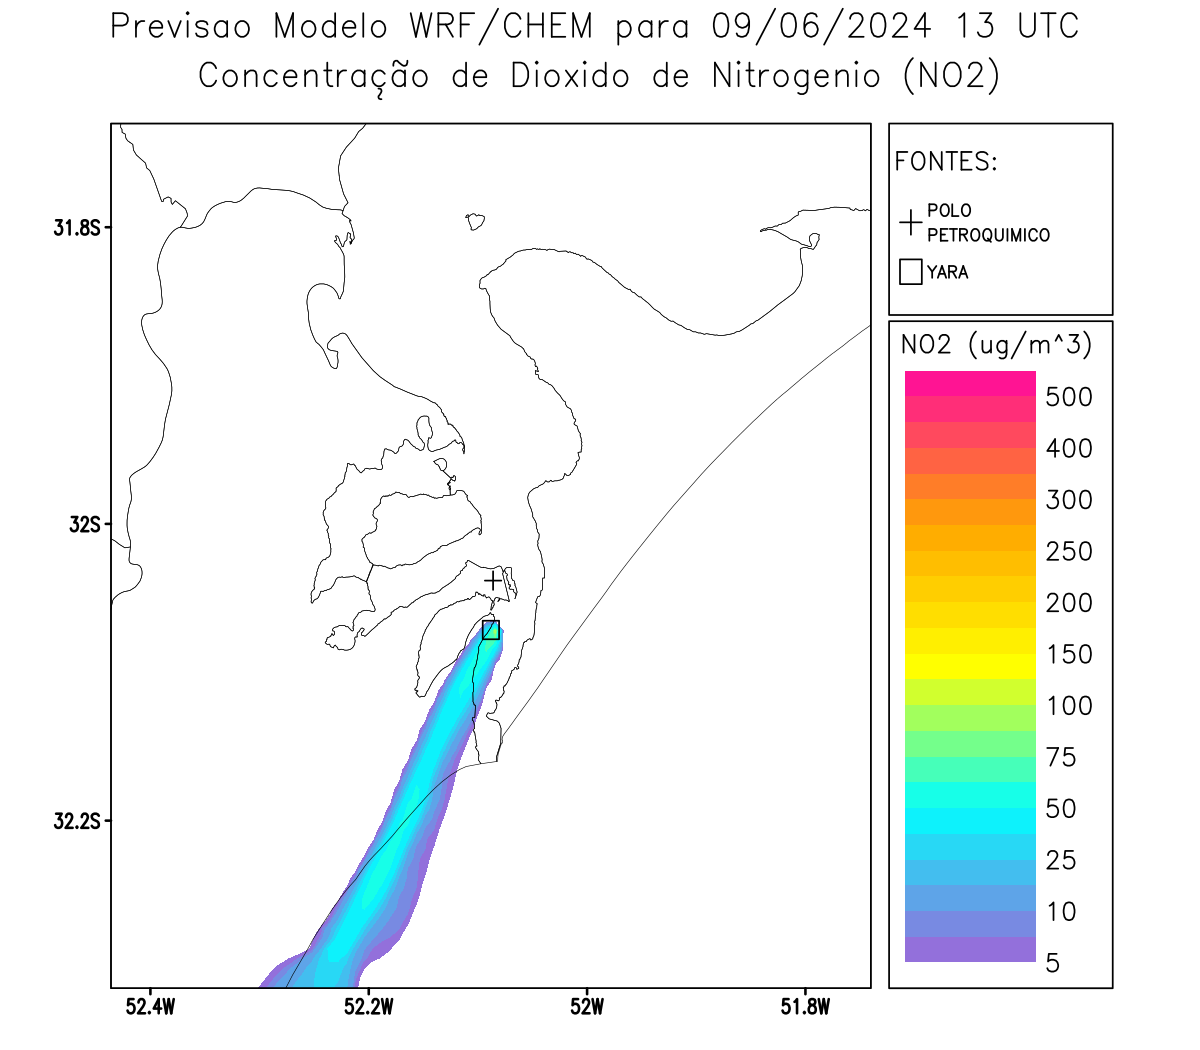 Previsao Modelo WRF/CHEM para 09/06/2024 13 UTC
Concentração de Dioxido de Nitrogenio (NO2)
FONTES:
POLO
PETROQUIMICO
YARA
NO2 (ug/m^3)
500
400
300
250
200
150
100
75
50
25
10
5
31.8S
32S
32.2S
52.4W
52.2W
52W
51.8W